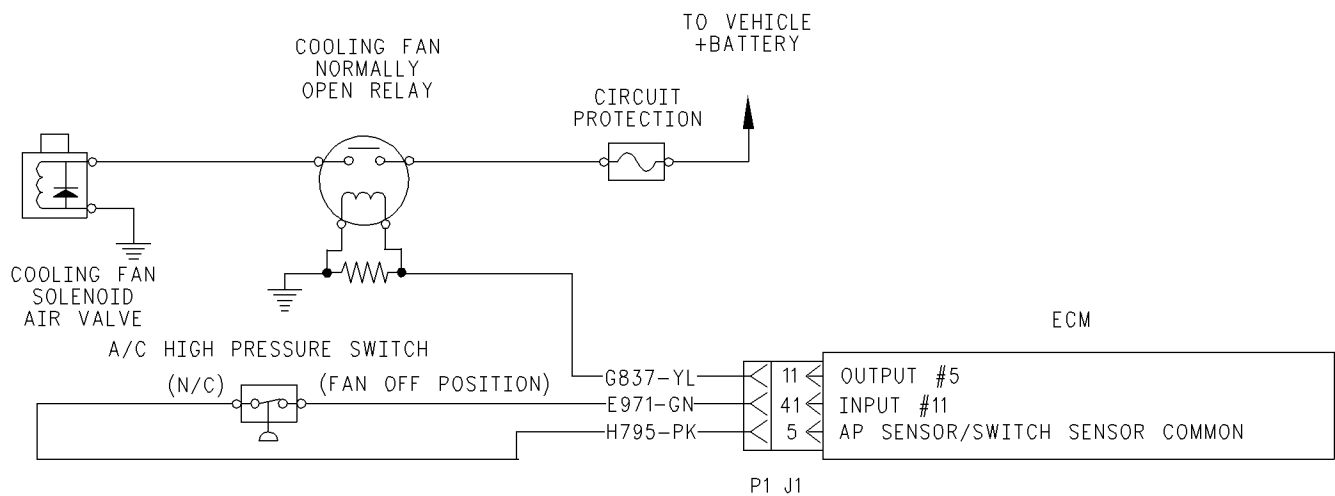 TO VEHICLE
+BATTERY
COOLING FAN
NORMALLY
OPEN RELAY
CIRCUIT
PROTECTION
COOLING FAN
SOLENOID
AIR VALVE
ECM
A/C HIGH PRESSURE SWITCH
(N/C) (FAN OFF POSITION)
G837-YL 11 OUTPUT #5
E971-GN 41 INPUT #11
H795-PK 5 AP SENSOR/SWITCH SENSOR COMMON
P1 J1